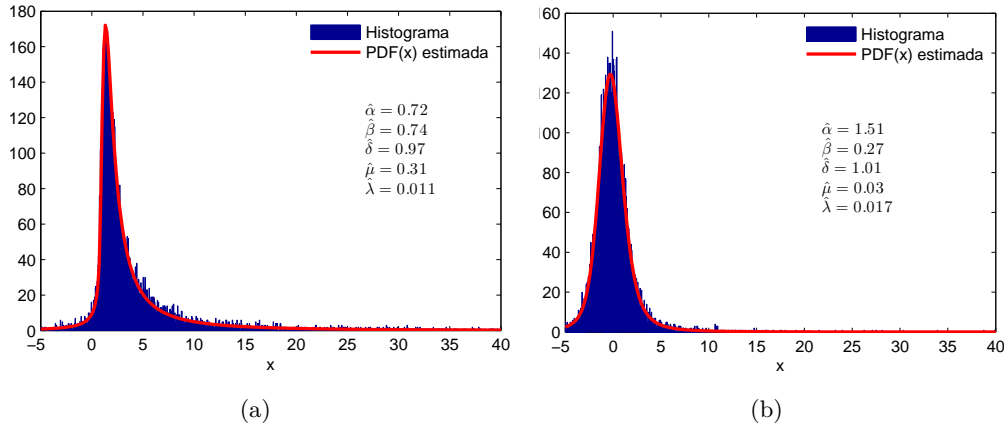 180
160
140
120
100
80
60
40
20
0
−5 0 5 10 15 20 25 30 35 40
x
Histograma
PDF(x) estimada
α̂ = 0.72
β̂ = 0.74
δ̂ = 0.97
μ̂ = 0.31
λ̂ = 0.011
(a)
160
140
120
100
80
60
40
20
0
−5 0 5 10 15 20 25 30 35 40
x
Histograma
PDF(x) estimada
α̂ = 1.51
β̂ = 0.27
δ̂ = 1.01
μ̂ = 0.03
λ̂ = 0.017
(b)